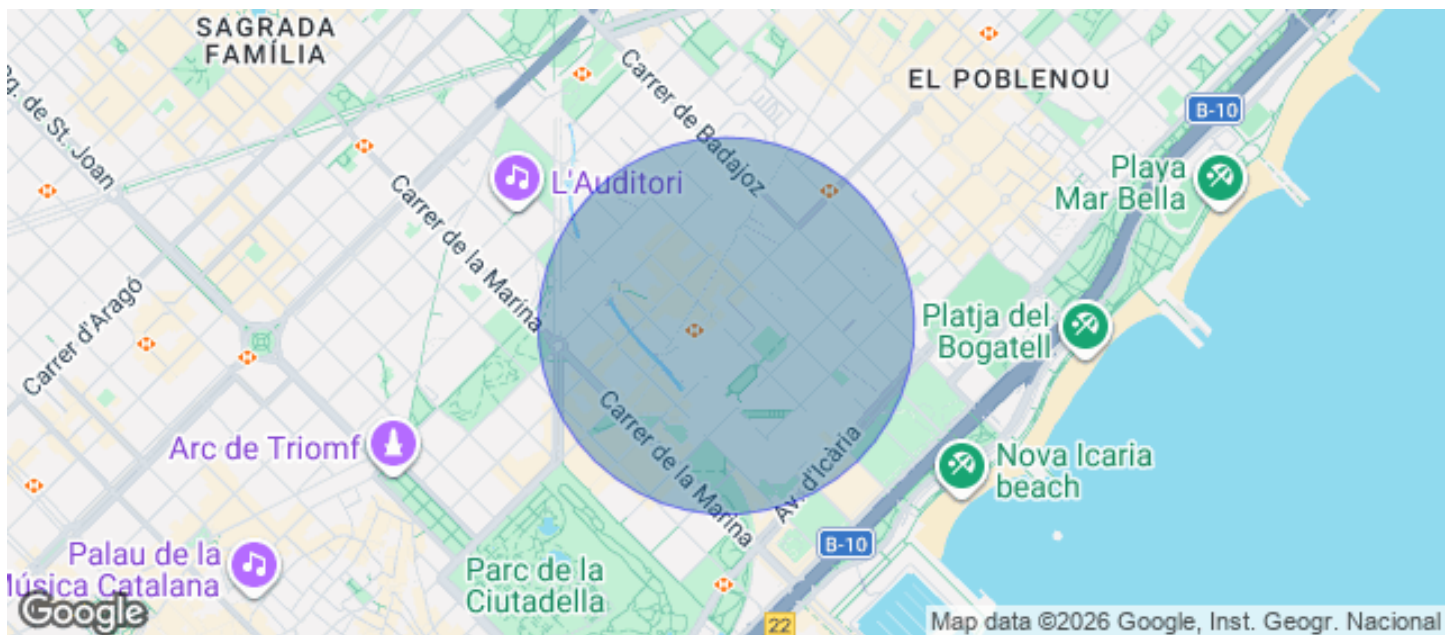 SAGRADA
FAMÍLIA
EL POBLENOU
Carrer de Badajoz
B-10
Pg. de St. Joan
L'Auditori
Playa
Mar Bella
Carrer de la Marina
Carrer d'Aragó
Platja del
Bogatell
Arc de Triomf
Carrer de la Marina
Av. d'Icària
Nova Icaria
beach
B-10
Palau de la
Música Catalana
Parc de la
Ciutadella
22
Google
Map data ©2026 Google, Inst. Geogr. Nacional